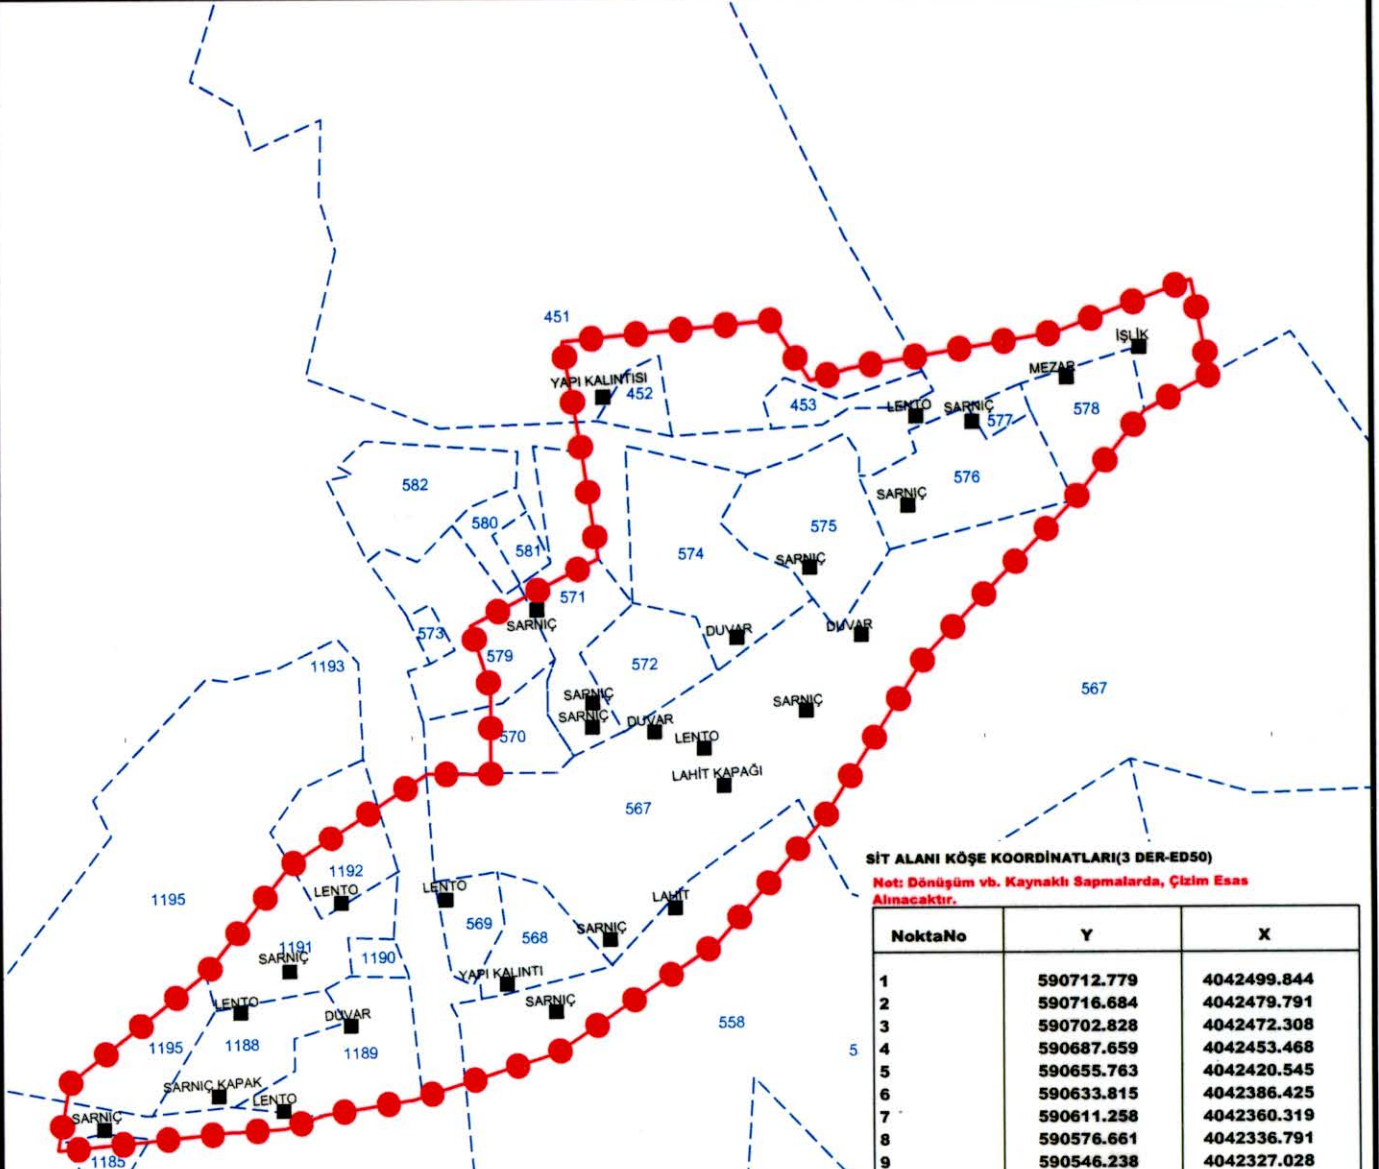 451
İŞLİK
MEZAR
YAPI KALINTISI
452
453
LENTO
SARNIÇ
577
578
582
576
SARNIÇ
580
575
581
574
SARNIÇ
571
SARNIÇ
573
DUVAR
DUVAR
579
572
1193
567
SARNIÇ
SARNIÇ
SARNIÇ
DUVAR
570
LENTO
LAHİT KAPAĞI
567
SİT ALANI KÖŞE KOORDİNATLARI(3 DER-ED50)
Not: Dönüşüm vb. Kaynaklı Sapmalarda, Çizim Esas
Alınacaktır.
1192
LENTO
LENTO
LAHİT
1195
569
568
SARNIÇ
NoktaNo Y X
1191
SARNIÇ
1190
YAPI KALINTI
1 590712.779 4042499.844
2 590716.684 4042479.791
3 590702.828 4042472.308
4 590687.659 4042453.468
5 590655.763 4042420.545
6 590633.815 4042386.425
7 590611.258 4042360.319
8 590576.661 4042336.791
9 590546.238 4042327.028
LENTO
DUVAR
SARNIÇ
558
5
1195
1188
1189
SARNIÇ KAPAK
LENTO
SARNIÇ
1185